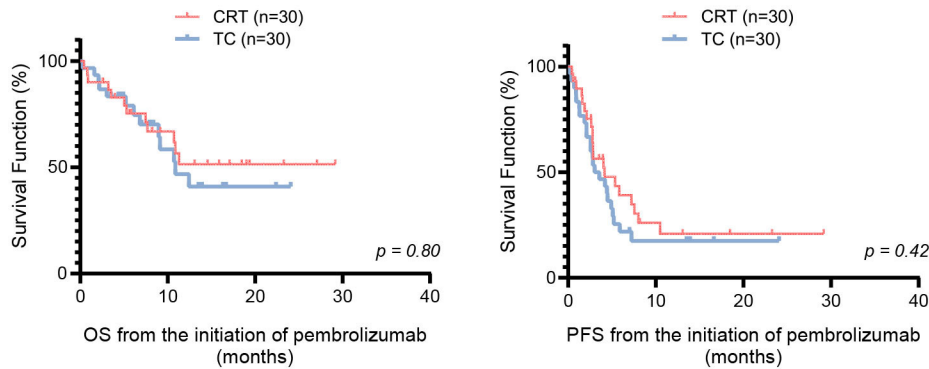 CRT (n=30)
TC (n=30)
100
50
0
Survival Function (%)
p = 0.80
0 10 20 30 40
OS from the initiation of pembrolizumab
(months)
CRT (n=30)
TC (n=30)
100
50
0
Survival Function (%)
p = 0.42
0 10 20 30 40
PFS from the initiation of pembrolizumab
(months)